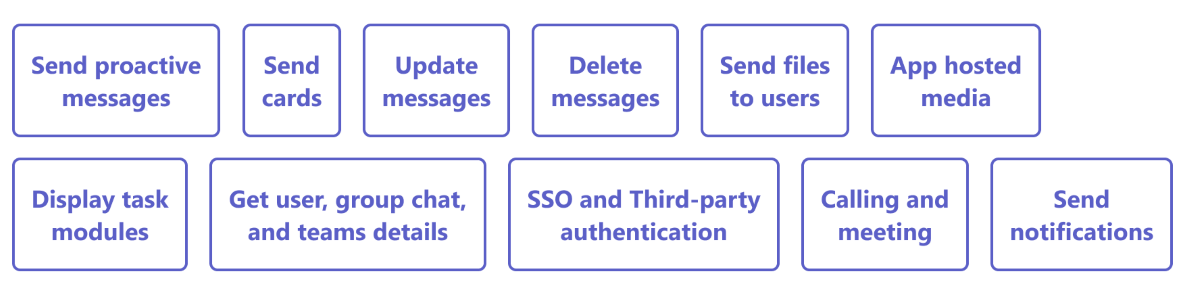 Send proactive
messages
Send
cards
Update
messages
Delete
messages
Send files
to users
App hosted
media
Display task
modules
Get user, group chat,
and teams details
SSO and Third-party
authentication
Calling and
meeting
Send
notifications